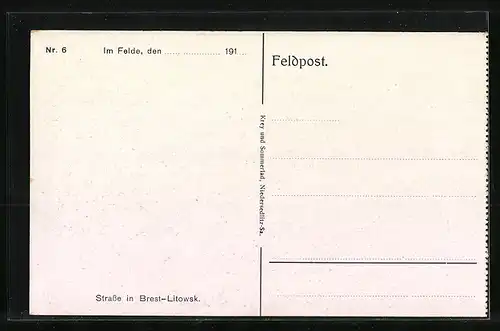 Nr. 6 Im Felde, den ........................ 191 ....
Feldpost.
Krey und Sommerlad, Niedersedlitz-Sa.
Straße in Brest-Litowsk.